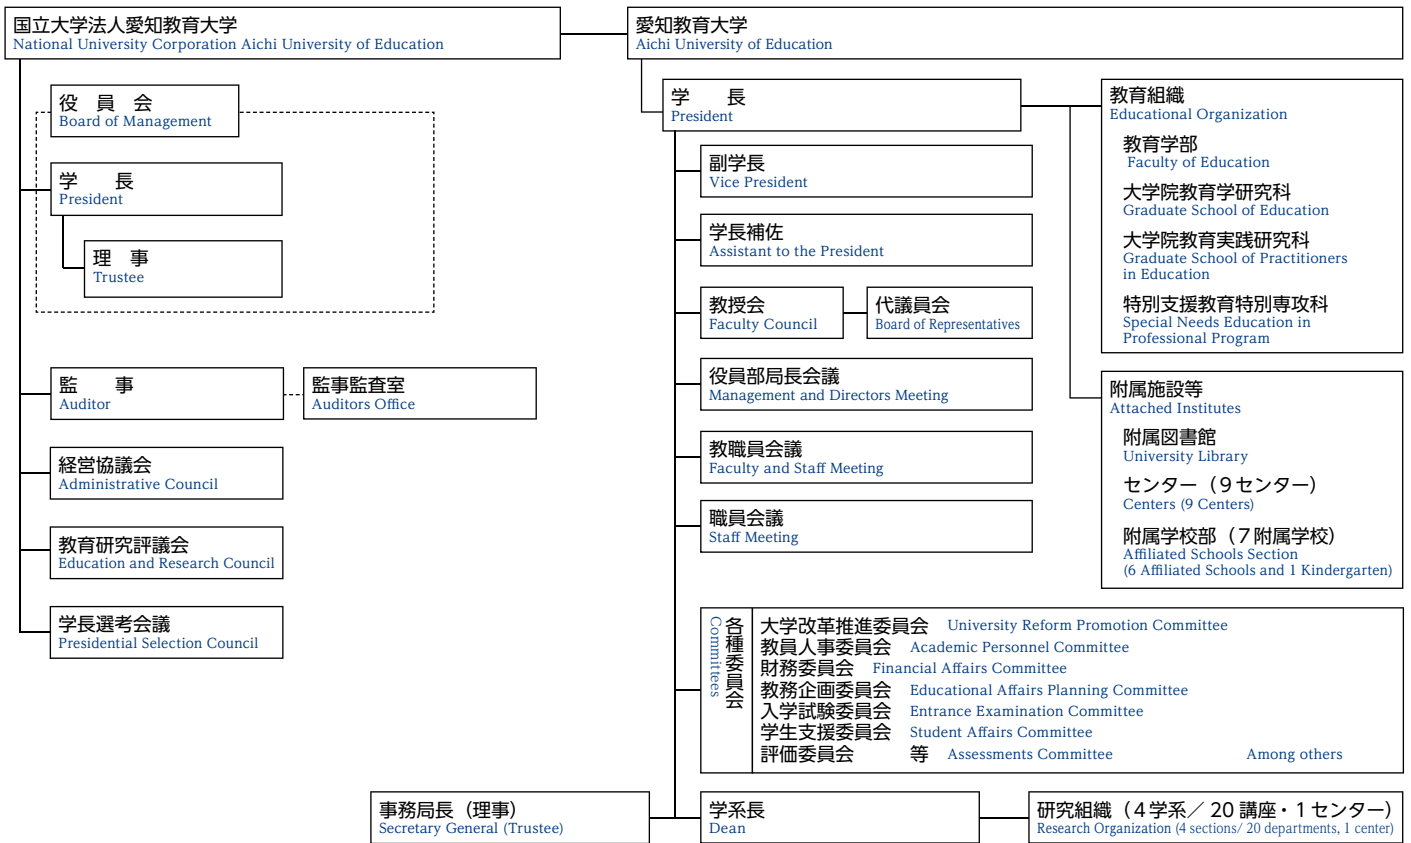 国立大学法人愛知教育大学
National University Corporation Aichi University of Education
役　員　会
Board of Management
学　　長
President
理　事
Trustee
監　　事
Auditor
監事監査室
Auditors Office
経営協議会
Administrative Council
教育研究評議会
Education and Research Council
学長選考会議
Presidential Selection Council
愛知教育大学
Aichi University of Education
学　　長
President
副学長
Vice President
学長補佐
Assistant to the President
教授会
Faculty Council
代議員会
Board of Representatives
役員部局長会議
Management and Directors Meeting
教職員会議
Faculty and Staff Meeting
職員会議
Staff Meeting
教育組織
Educational Organization
教育学部
Faculty of Education
大学院教育学研究科
Graduate School of Education
大学院教育実践研究科
Graduate School of Practitioners
in Education
特別支援教育特別専攻科
Special Needs Education in
Professional Program
附属施設等
Attached Institutes
附属図書館
University Library
センター（９センター）
Centers (9 Centers)
附属学校部（７附属学校）
Affiliated Schools Section
(6 Affiliated Schools and 1 Kindergarten)
各種委員会
Committees
大学改革推進委員会 University Reform Promotion Committee
教員人事委員会 Academic Personnel Committee
財務委員会 Financial Affairs Committee
教務企画委員会 Educational Affairs Planning Committee
入学試験委員会 Entrance Examination Committee
学生支援委員会 Student Affairs Committee
評価委員会　　　等 Assessments Committee Among others
事務局長（理事）
Secretary General (Trustee)
学系長
Dean
研究組織（４学系／ 20 講座・１センター）
Research Organization (4 sections/ 20 departments, 1 center)